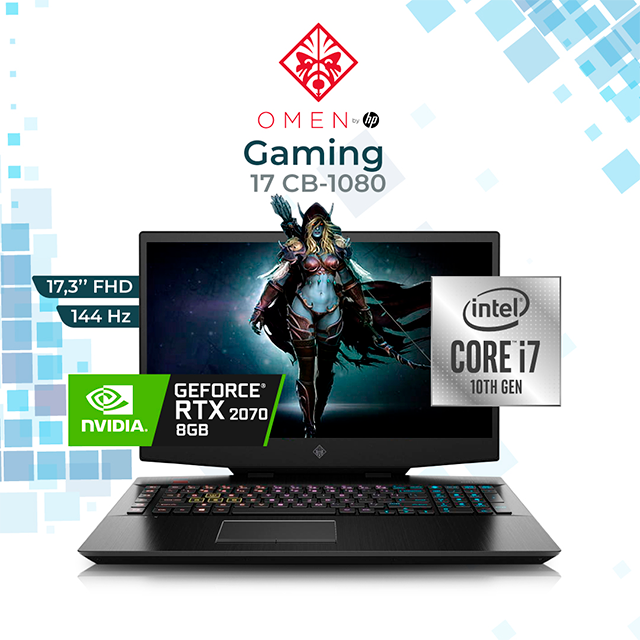 OMEN by hp
Gaming
17 CB-1080
17,3’’ FHD
144 Hz
intel
CORE™ i7
10TH GEN
NVIDIA.
GEFORCE®
RTX 2070
8GB